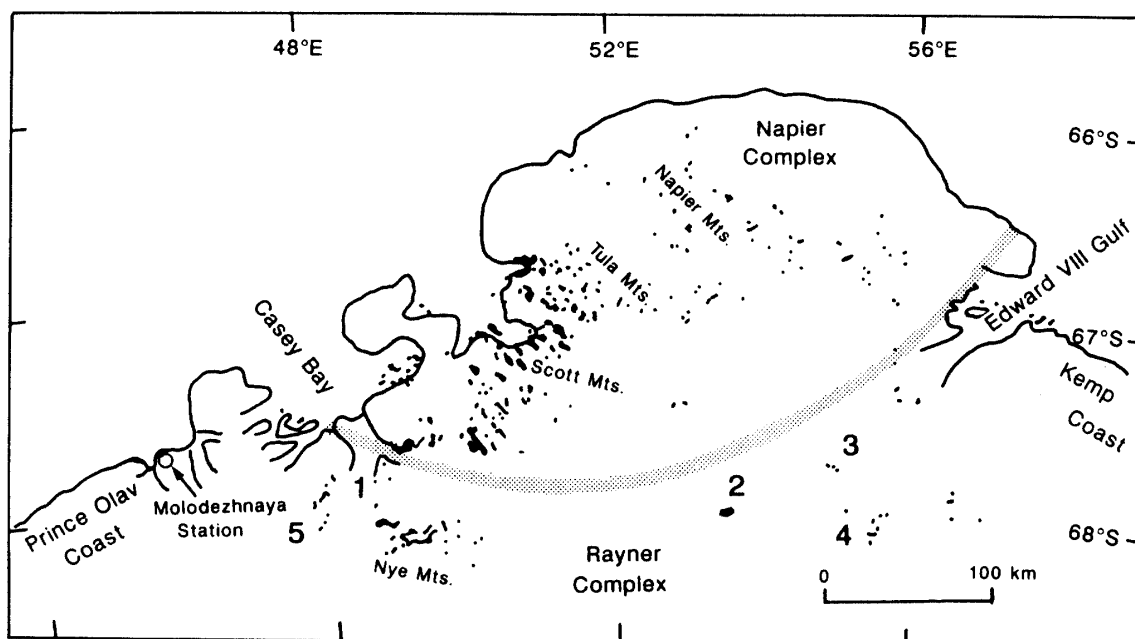 48°E
52°E
56°E
66°S
67°S
68°S
Napier
Complex
Napier Mts.
Tula Mts.
Scott Mts.
Casey Bay
Edward VIII Gulf
Kemp
Coast
Prince Olav
Coast
Molodezhnaya
Station
Nye Mts.
Rayner
Complex
1
2
3
4
5
0
100 km